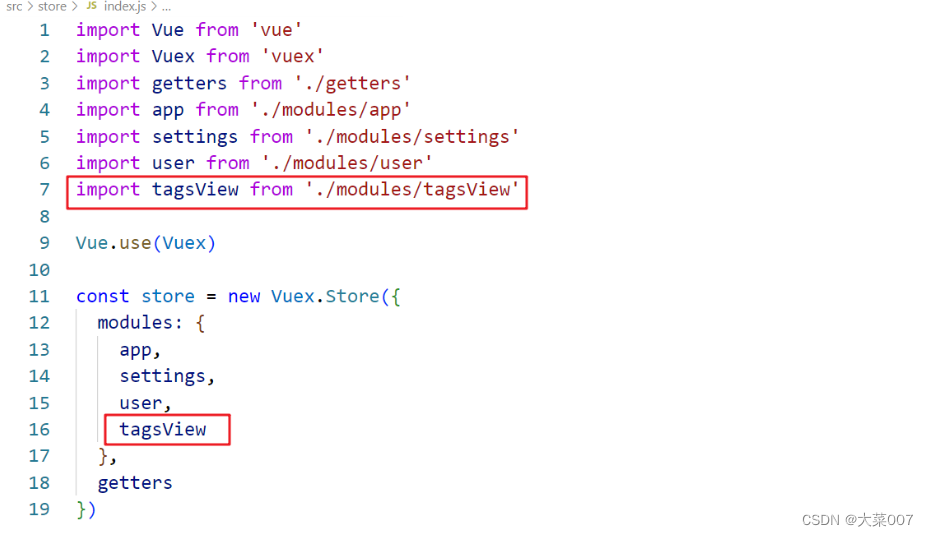 src > store > JS index.js > ...
1 import Vue from 'vue'
2 import Vuex from 'vuex'
3 import getters from './getters'
4 import app from './modules/app'
5 import settings from './modules/settings'
6 import user from './modules/user'
7 import tagsView from './modules/tagsView'
8
9 Vue.use(Vuex)
10
11 const store = new Vuex.Store({
12   modules: {
13     app,
14     settings,
15     user,
16     tagsView
17   },
18   getters
19 })
CSDN @大菜007